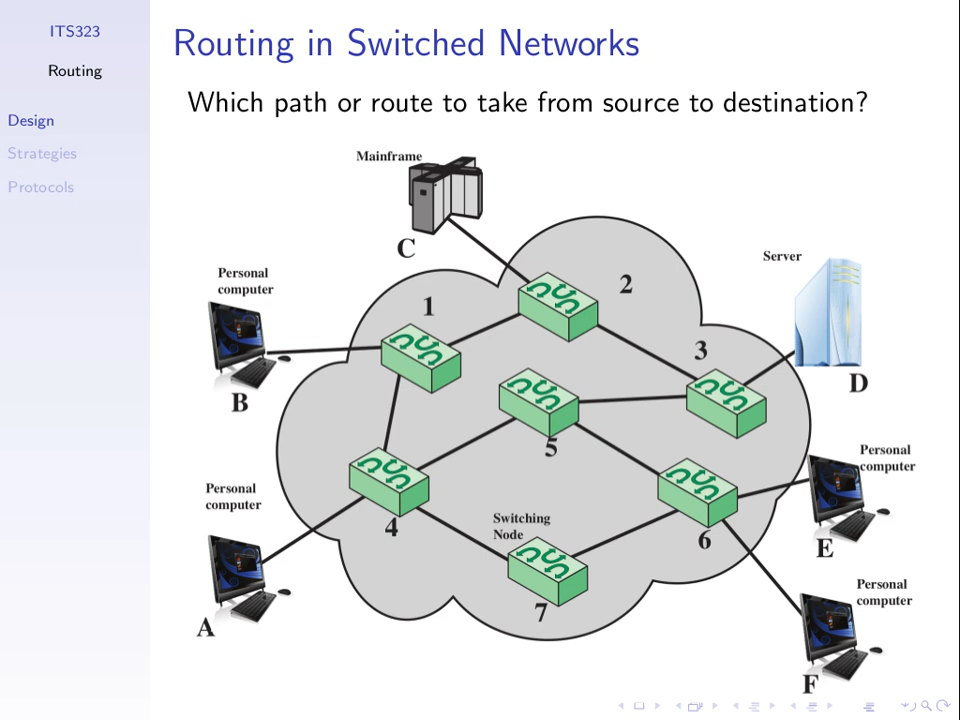 ITS323
Routing
Design
Strategies
Protocols
Routing in Switched Networks
Which path or route to take from source to destination?
Mainframe
C
2
Server
D
Personal
computer
B
1
3
5
Personal
computer
E
Personal
computer
A
4
Switching
Node
7
6
Personal
computer
F